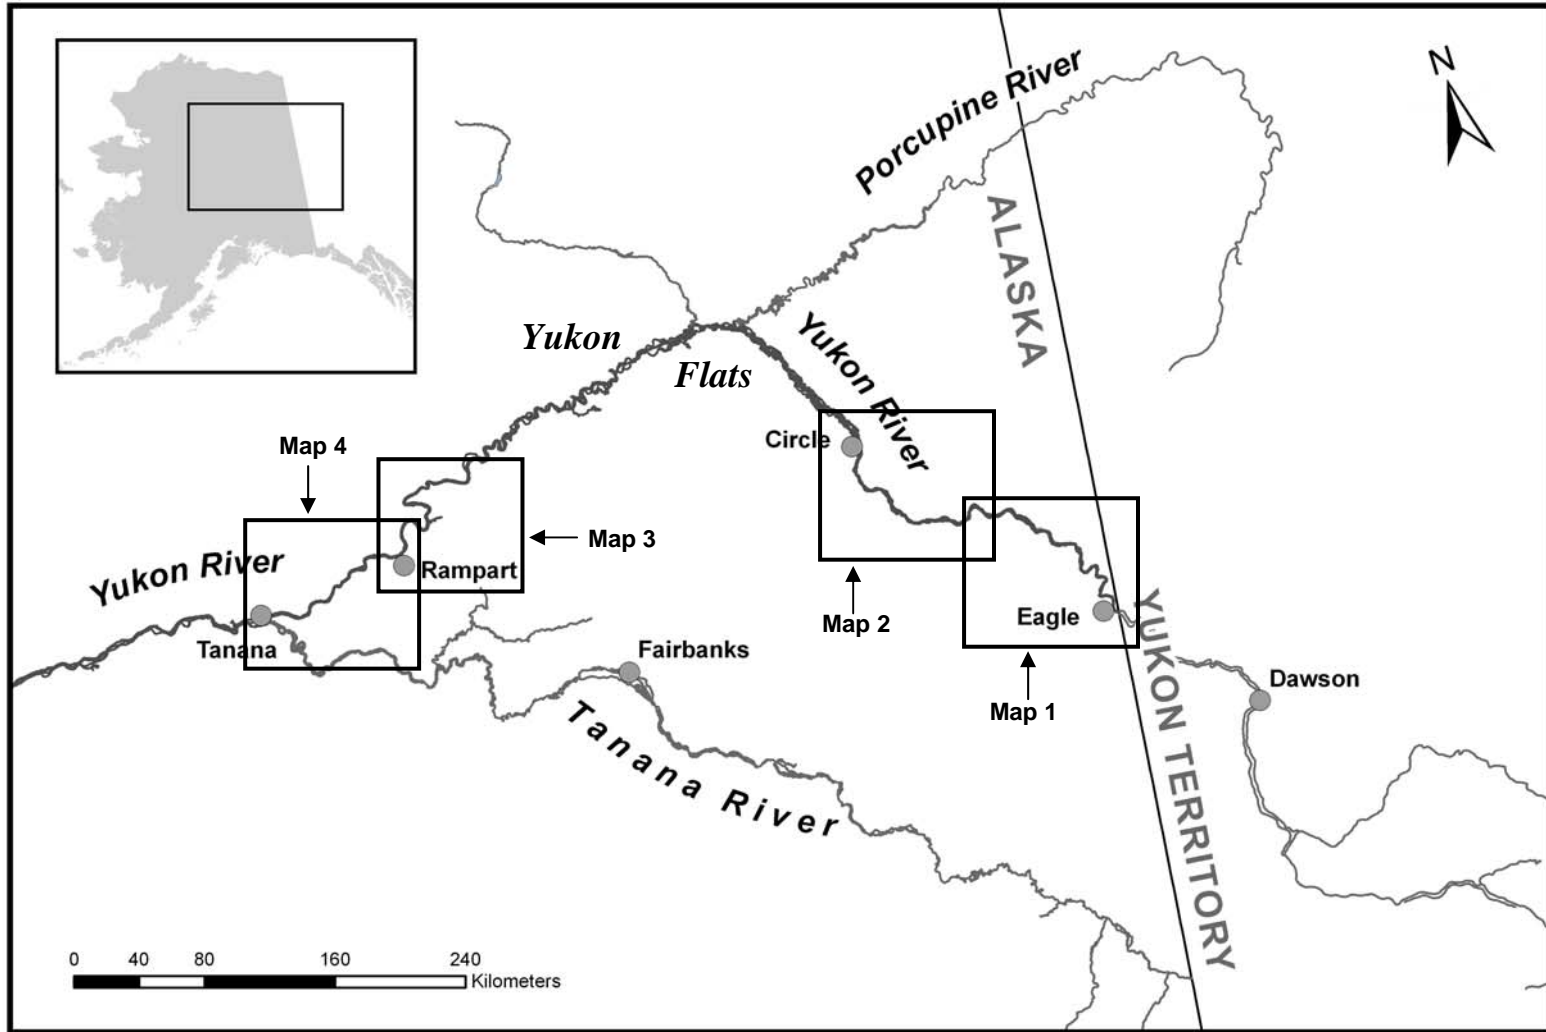 N
Porcupine River
ALASKA
Yukon
Flats
Yukon River
Circle
Map 4
Map 3
Rampart
Yukon River
Tanana
Map 2
Eagle
Map 1
YUKON TERRITORY
Fairbanks
Dawson
Tanana River
0 40 80 160 240
Kilometers